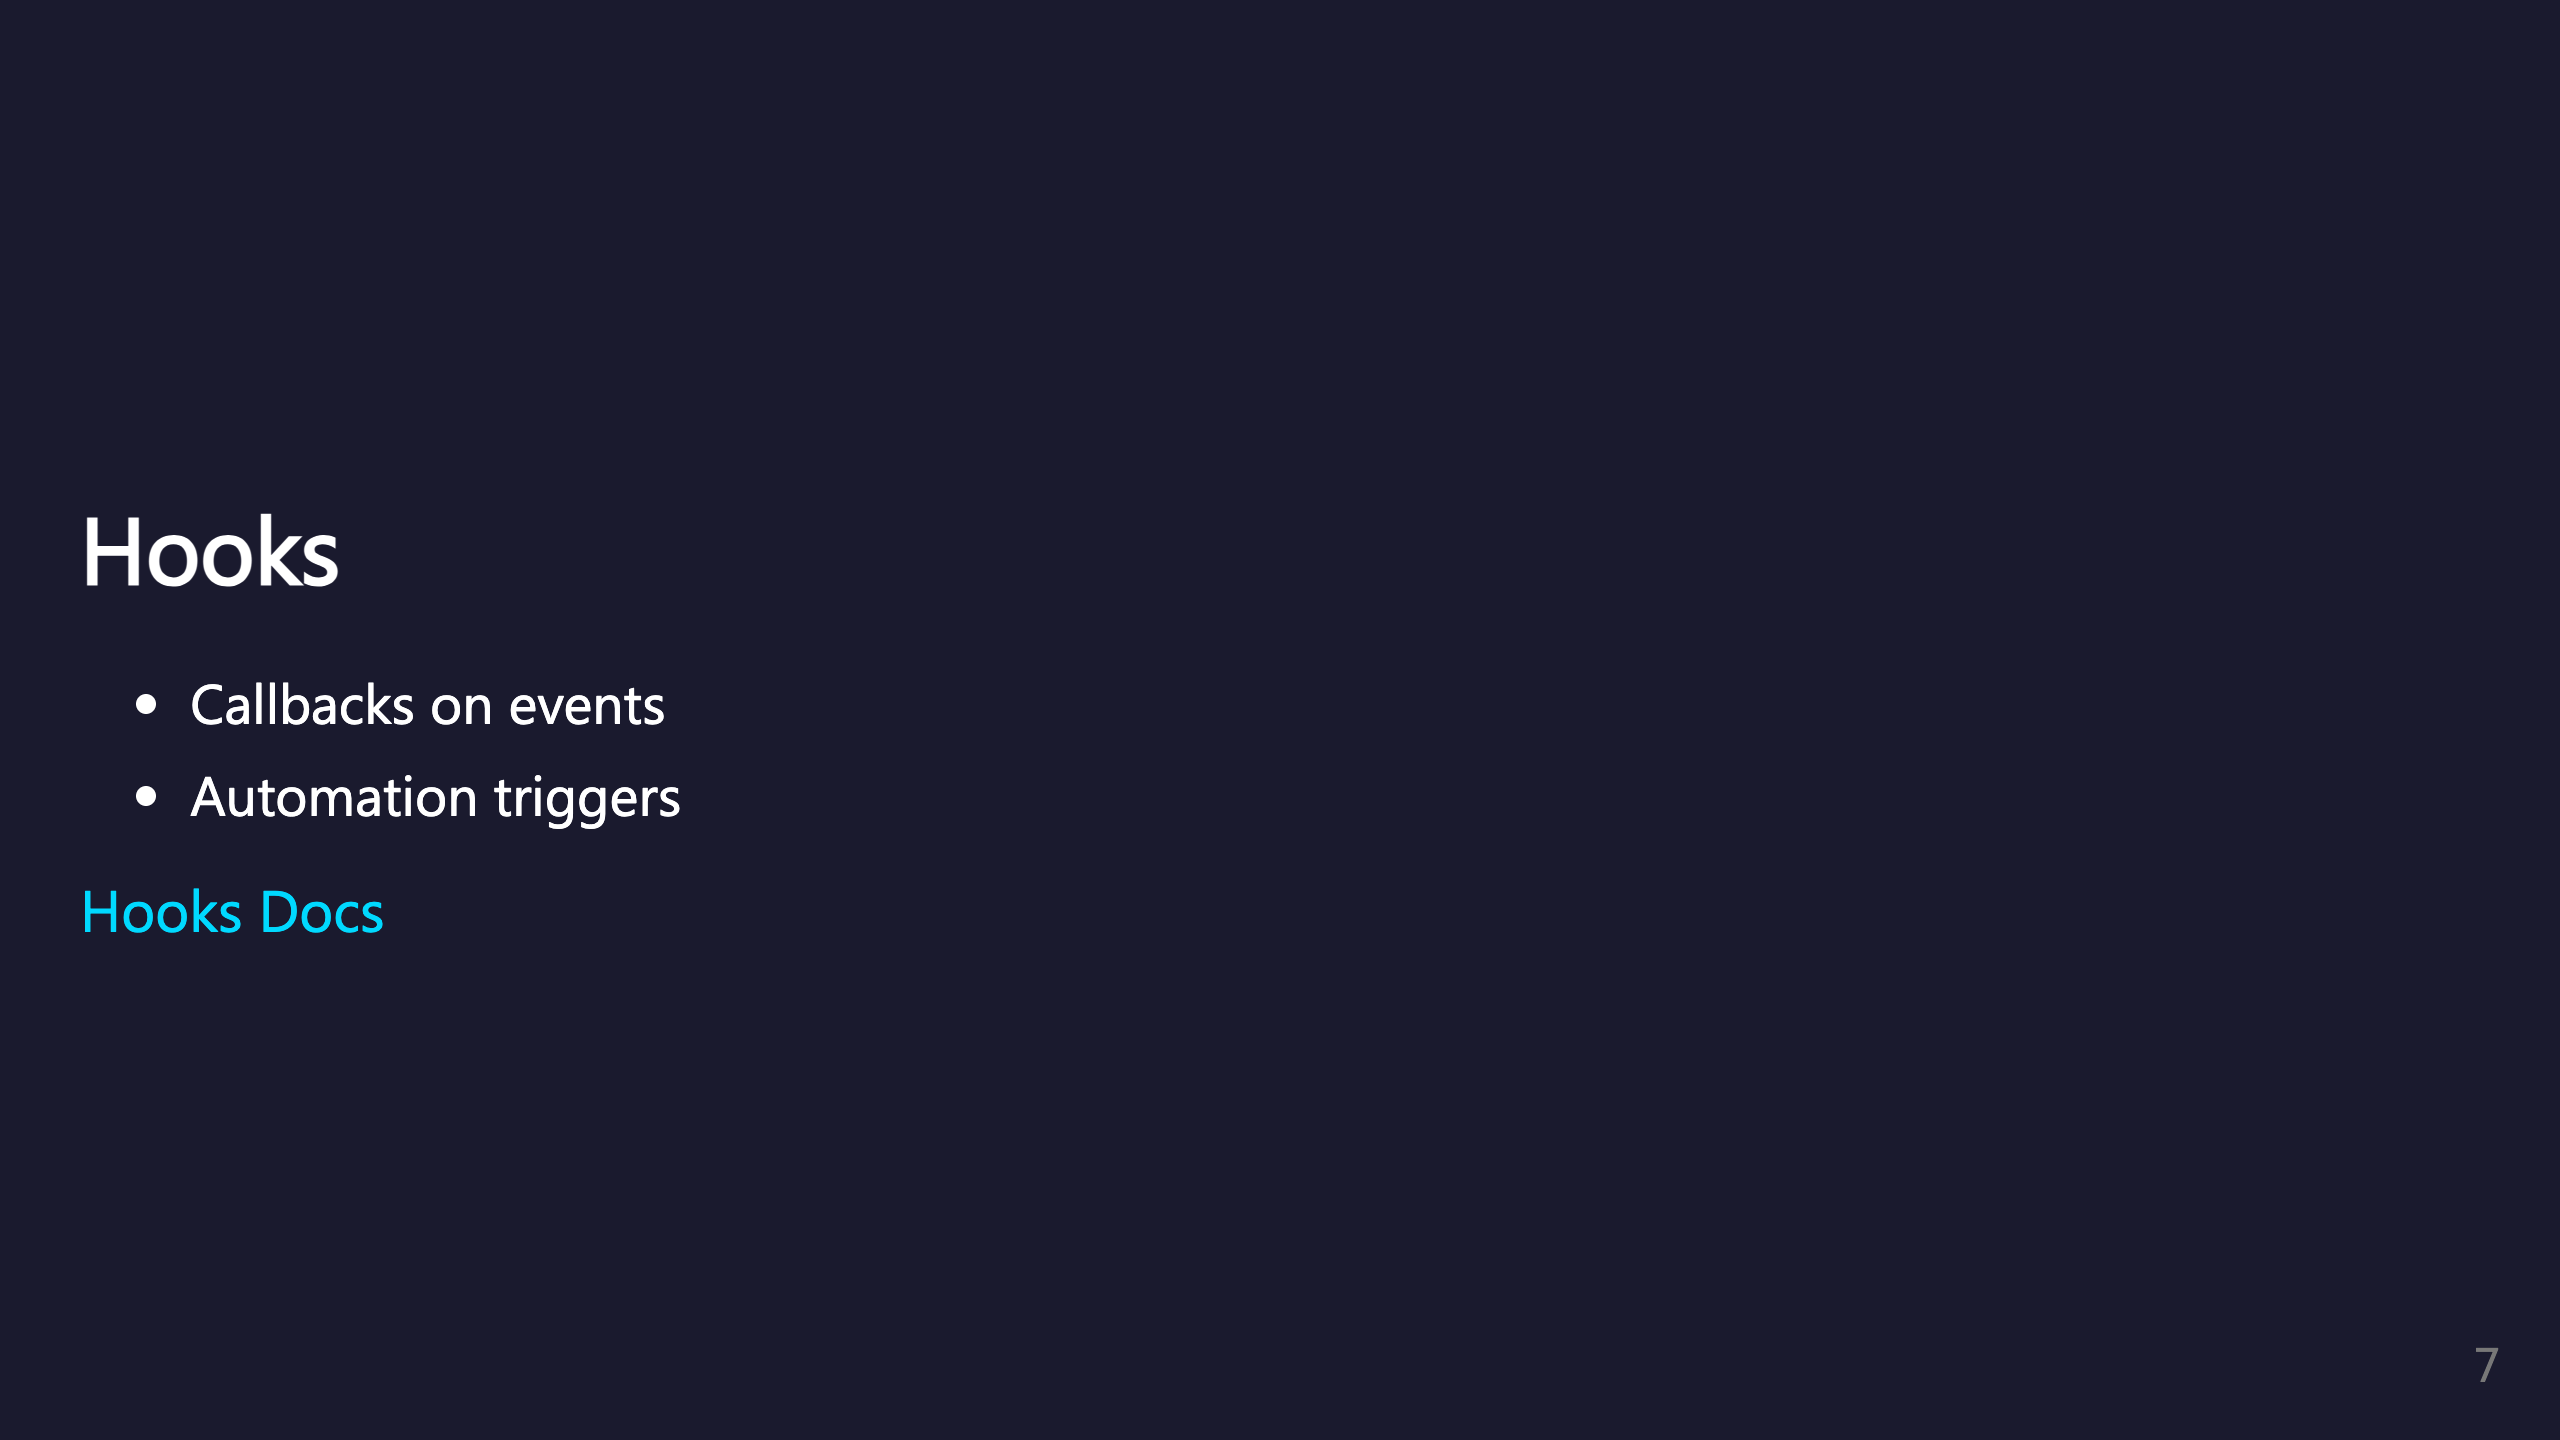 Hooks
• Callbacks on events
• Automation triggers
Hooks Docs
7